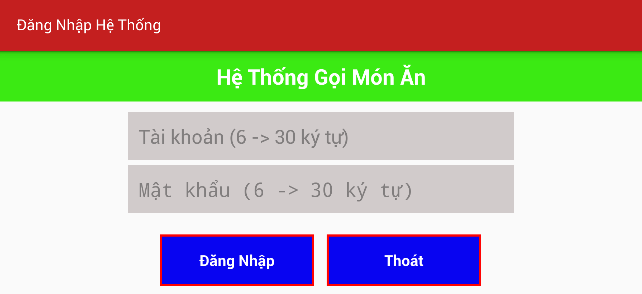 Đăng Nhập Hệ Thống
Hệ Thống Gọi Món Ăn
Tài khoản (6 -> 30 ký tự)
Mật khẩu (6 -> 30 ký tự)
Đăng Nhập Thoát